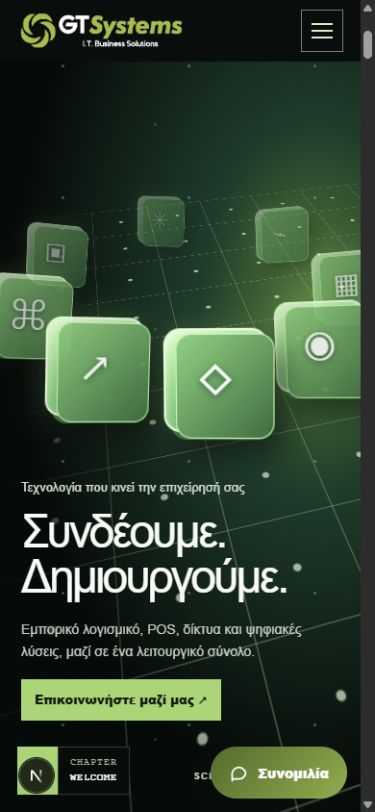 GTSystems
I.T. Business Solutions
Τεχνολογία που κινεί την επιχείρησή σας
Συνδέουμε.
Δημιουργούμε.
Εμπορικό λογισμικό, POS, δίκτυα και ψηφιακές
λύσεις, μαζί σε ένα λειτουργικό σύνολο.
Επικοινωνήστε μαζί μας ↗
N
CHAPTER
WELCOME
Συνομιλία